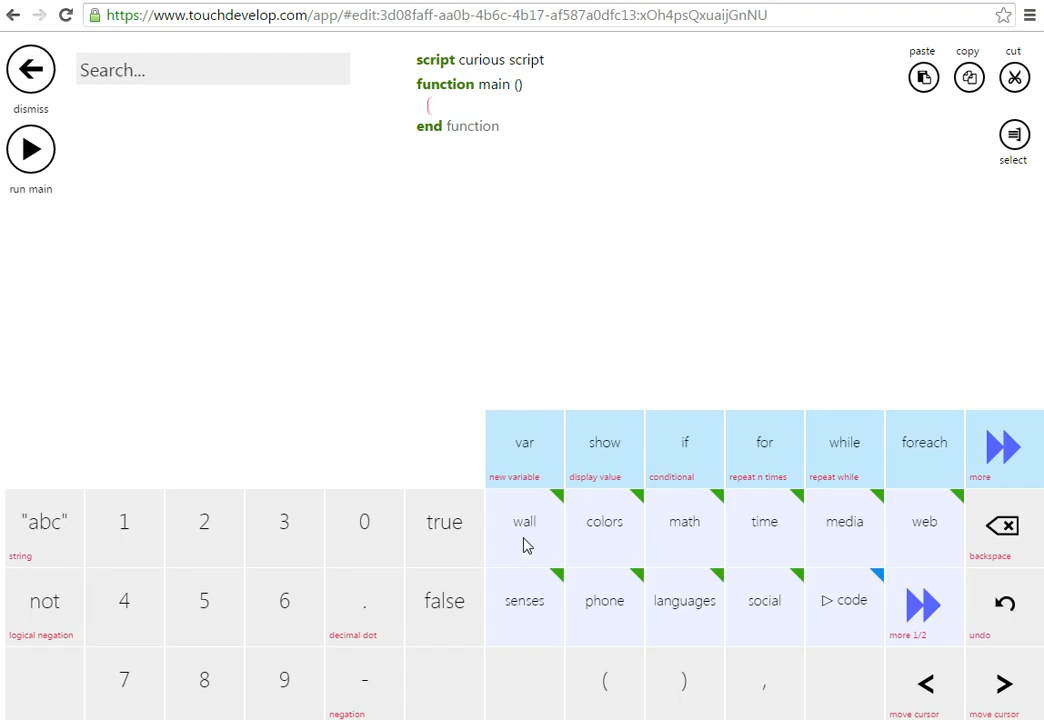 https://www.touchdevelop.com/app/#edit:3d08faff-aa0b-4b6c-4b17-af587a0dfc13:xOh4psQxuaijGnNU
dismiss
Search...
run main
script curious script
function main ()
(
end function
paste copy cut
select
var show if for while foreach
new variable display value conditional repeat n times repeat while more
"abc" 1 2 3 0 true wall colors math time media web
string backspace
not 4 5 6 . false senses phone languages social ▷ code
logical negation decimal dot more 1/2 undo
7 8 9 - ( ) , < >
negation move cursor move cursor